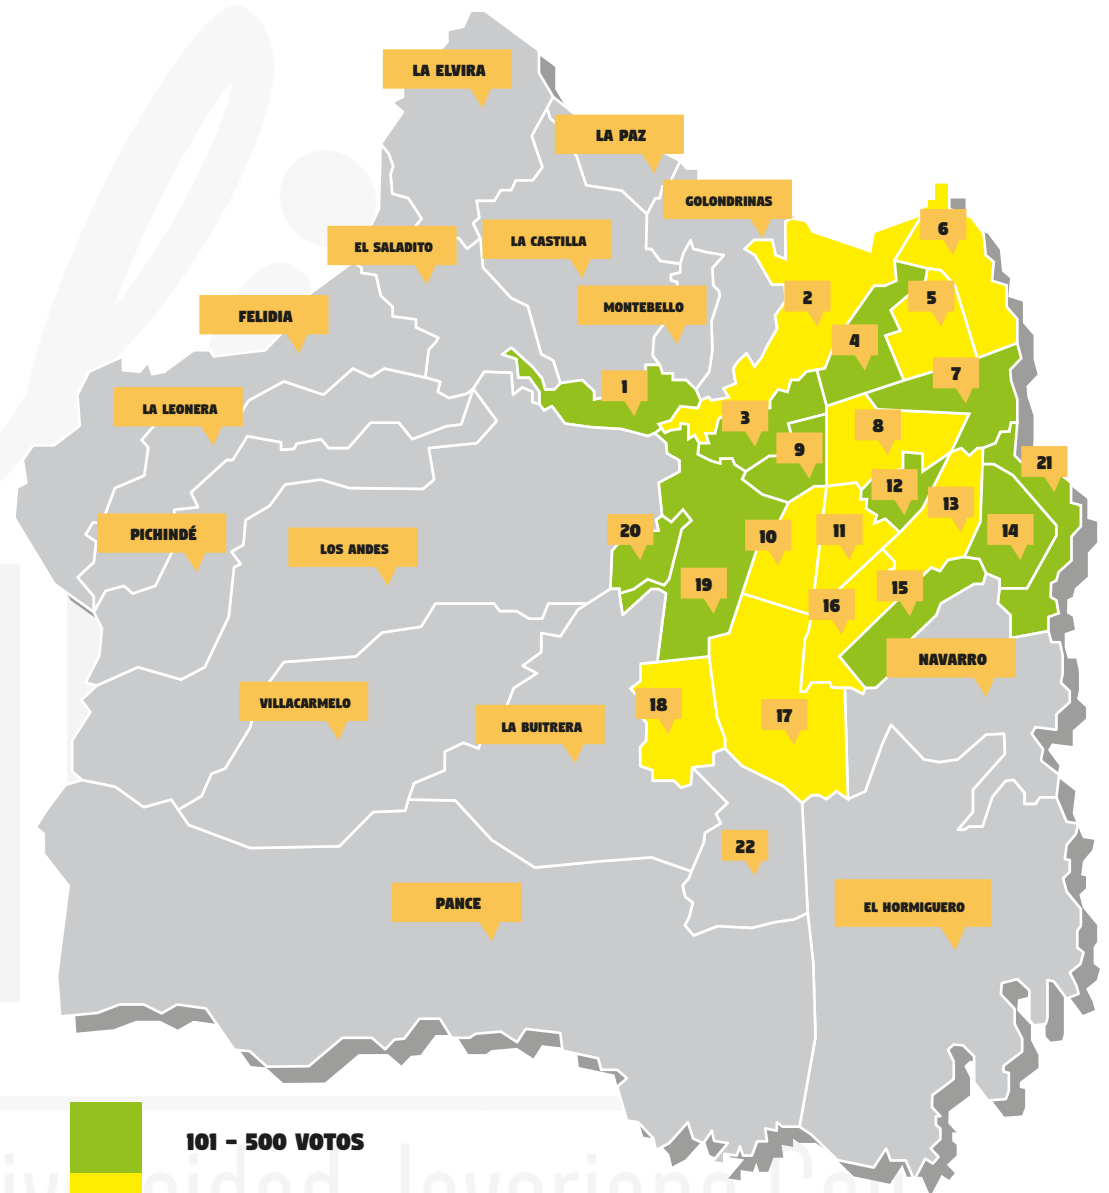 LA ELVIRA
LA PAZ
GOLONDRINAS
6
EL SALADITO
LA CASTILLA
2
5
MONTEBELLO
FELIDIA
4
7
1
LA LEONERA
3
8
9
21
12
13
PICHINDÉ
20
10
11
14
LOS ANDES
19
15
16
NAVARRO
VILLACARMELO
18
17
LA BUITRERA
22
PANCE
EL HORMIGUERO
101 - 500 VOTOS